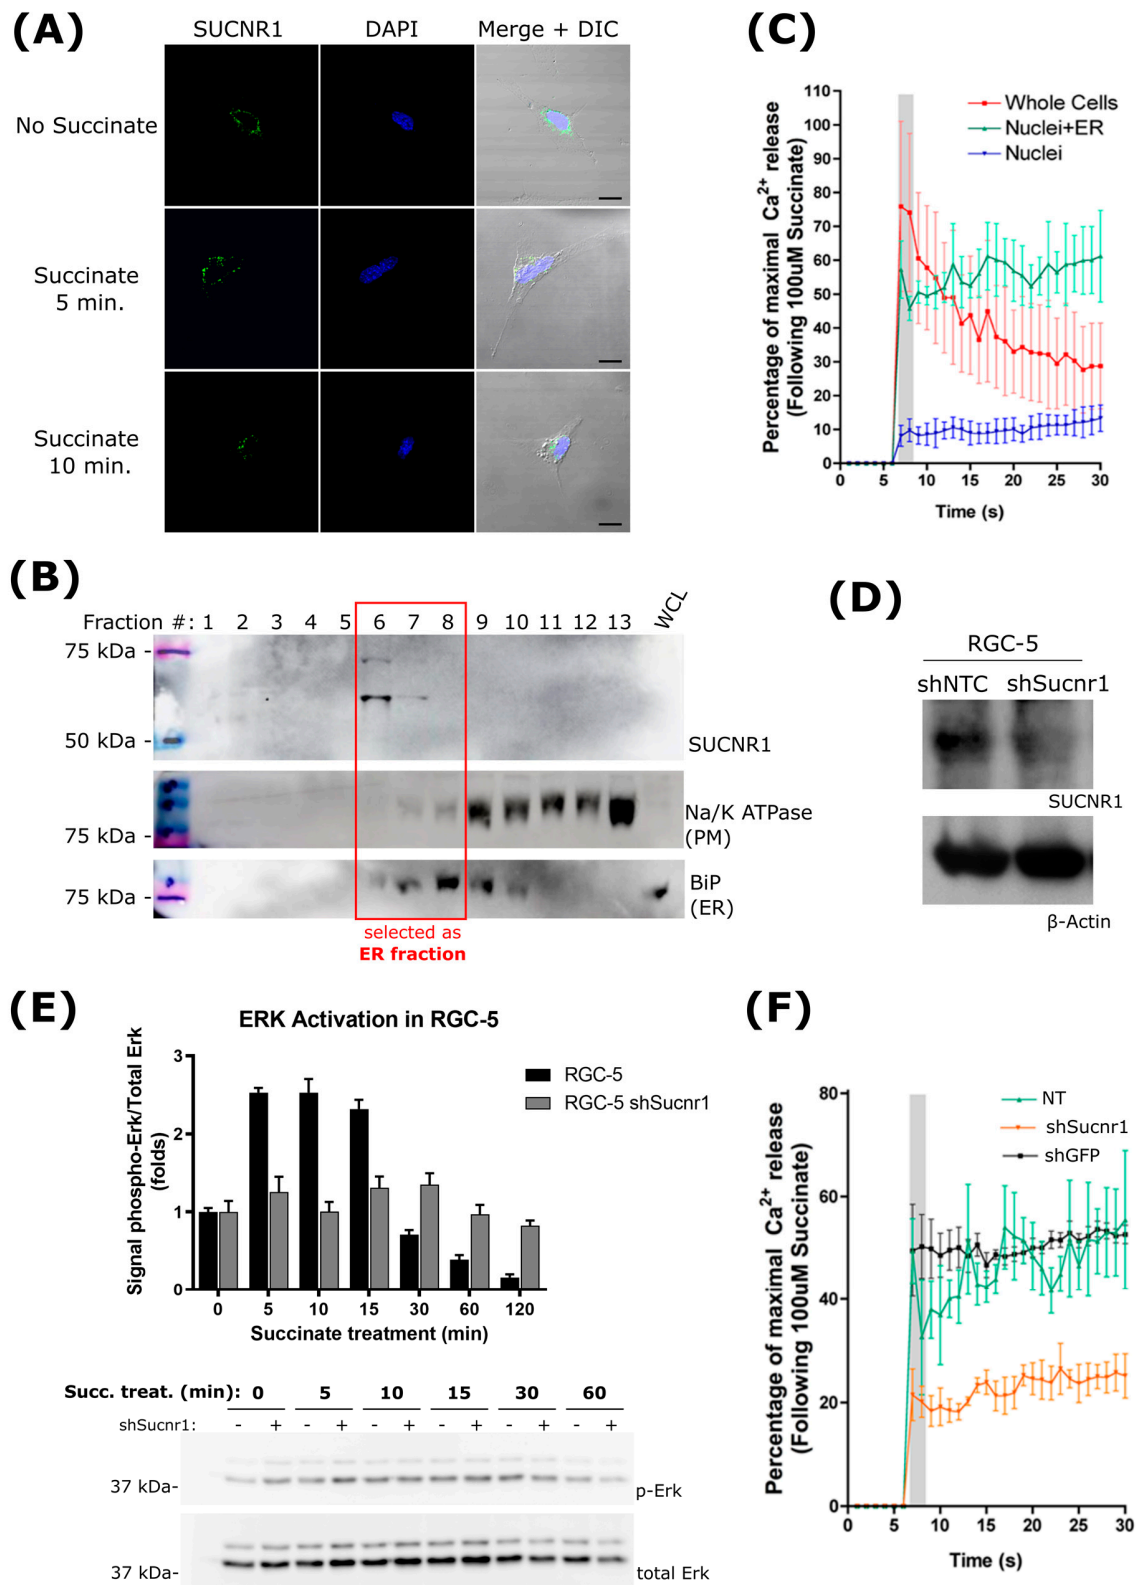 (A)
SUCNR1 DAPI Merge + DIC
No Succinate
Succinate
5 min.
Succinate
10 min.
(B)
Fraction #: 1 2 3 4 5 6 7 8 9 10 11 12 13 WCL
75 kDa -
50 kDa -
SUCNR1
75 kDa -
Na/K ATPase
(PM)
75 kDa -
BiP
(ER)
selected as
ER fraction
(C)
Percentage of maximal Ca²⁺ release
(Following 100uM Succinate)
110
100
90
80
70
60
50
40
30
20
10
0
0 5 10 15 20 25 30
Time (s)
Whole Cells
Nuclei+ER
Nuclei
(D)
RGC-5
shNTC shSucnr1
SUCNR1
β-Actin
(E)
ERK Activation in RGC-5
Signal phospho-Erk/Total Erk
(folds)
3
2
1
0
0 5 10 15 30 60 120
Succinate treatment (min)
RGC-5
RGC-5 shSucnr1
Succ. treat. (min): 0 5 10 15 30 60
shSucnr1: - + - + - + - + - + - +
37 kDa-
p-Erk
37 kDa-
total Erk
(F)
Percentage of maximal Ca²⁺ release
(Following 100uM Succinate)
80
60
40
20
0
0 5 10 15 20 25 30
Time (s)
NT
shSucnr1
shGFP